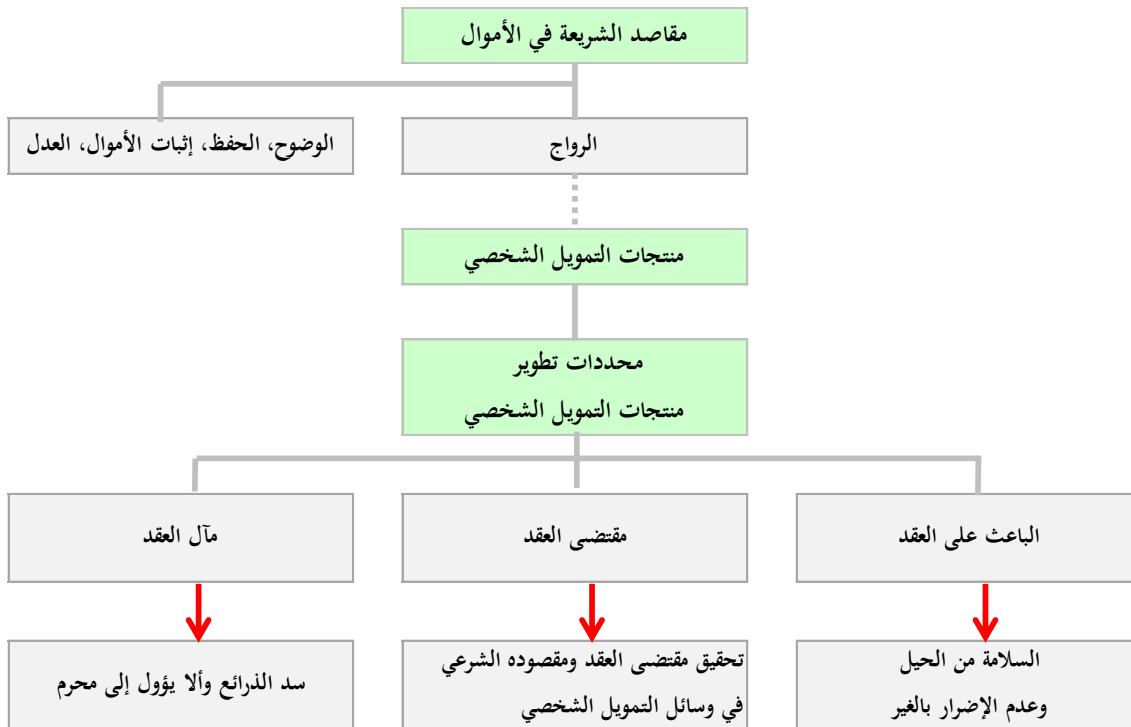 مقاصد الشريعة في الأموال
الرواج
الوضوح، الحفظ، إثبات الأموال، العدل
منتجات التمويل الشخصي
محددات تطوير
منتجات التمويل الشخصي
الباعث على العقد
مقتضى العقد
مآل العقد
السلامة من الحيل
وعدم الإضرار بالغير
تحقيق مقتضى العقد ومقصوده الشرعي
في وسائل التمويل الشخصي
سد الذرائع وألا يؤول إلى محرم